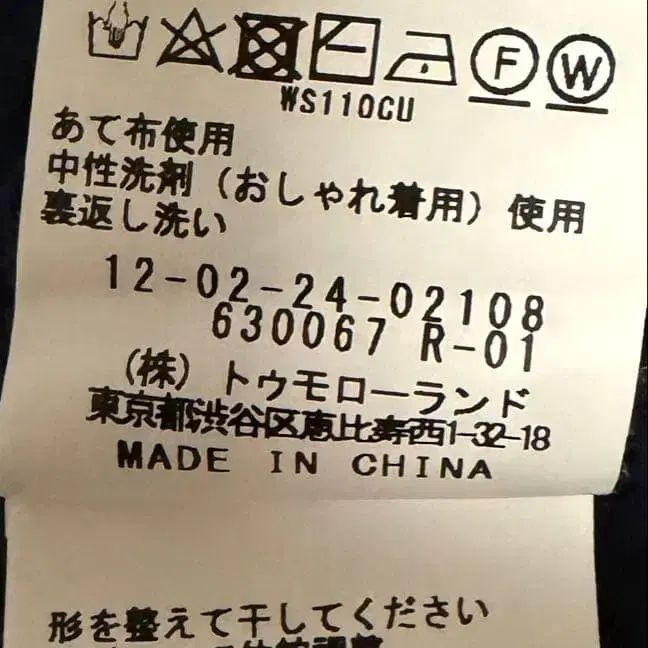 F W
WS110CU
あて布使用
中性洗剤（おしゃれ着用）使用
裏返し洗い
12-02-24-02108
630067 R-01
（株）トゥモローランド
東京都渋谷区恵比寿西1-32-18
MADE IN CHINA
形を整えて干してください